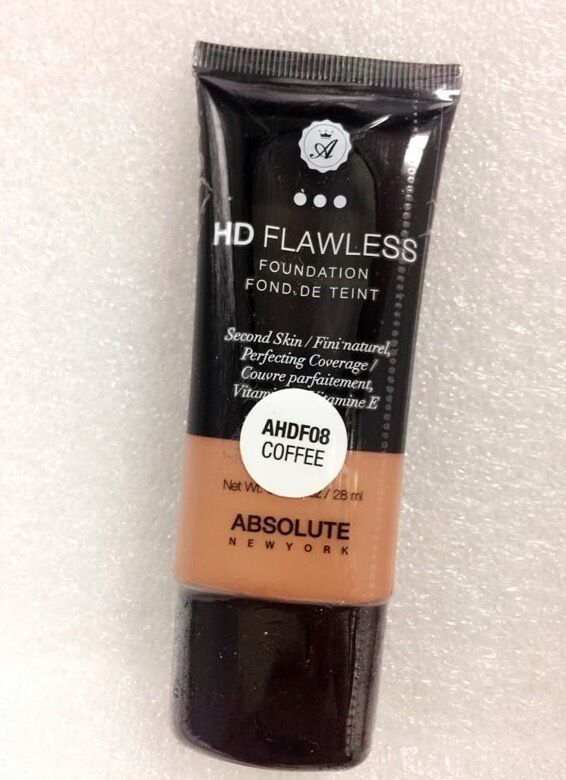 A
HD FLAWLESS
FOUNDATION
FOND DE TEINT
Second Skin / Fini naturel,
Perfecting Coverage /
Couvre parfaitement,
E
AHDF08
COFFEE
Net Wt. / 28 ml
ABSOLUTE
NEW YORK